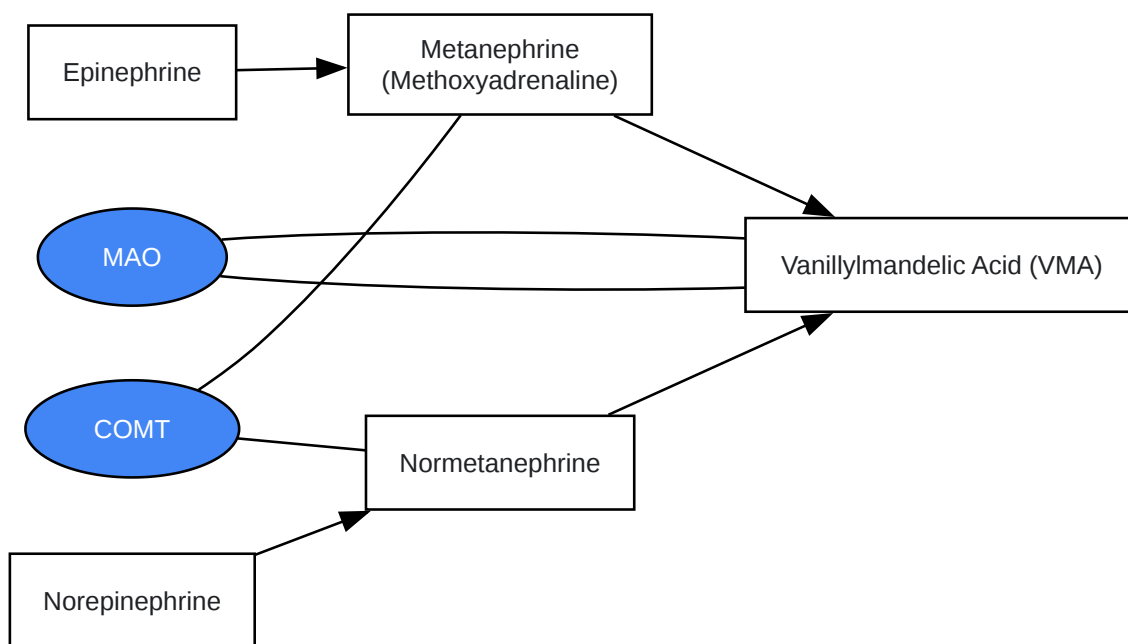 Epinephrine
Metanephrine
(Methoxyadrenaline)
MAO
Vanillylmandelic Acid (VMA)
COMT
Normetanephrine
Norepinephrine